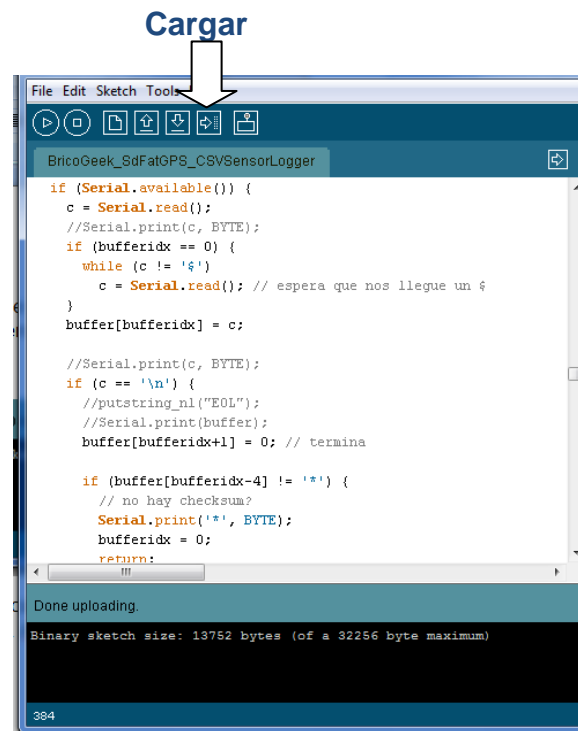 Cargar
File Edit Sketch Tools
BricoGeek_SdFatGPS_CSVSensorLogger
if (Serial.available()) {
c = Serial.read();
//Serial.print(c, BYTE);
if (bufferidx == 0) {
while (c != '$')
c = Serial.read(); // espera que nos llegue un $
}
buffer[bufferidx] = c;
//Serial.print(c, BYTE);
if (c == '\n') {
//putstring_nl("EOL");
//Serial.print(buffer);
buffer[bufferidx+1] = 0; // termina
if (buffer[bufferidx-4] != '*') {
// no hay checksum?
Serial.print('*', BYTE);
bufferidx = 0;
return;
Done uploading.
Binary sketch size: 13752 bytes (of a 32256 byte maximum)
384